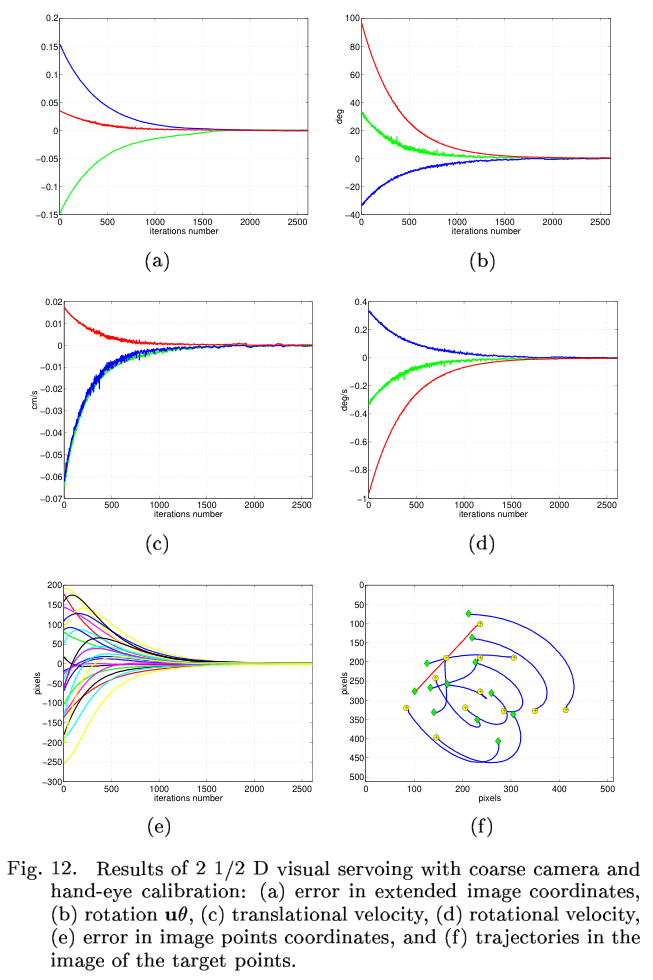 0.2
0.15
0.1
0.05
0
−0.05
−0.1
−0.15
0 500 1000 1500 2000 2500
iterations number
(a)
100
80
60
40
20
0
−20
−40
deg
0 500 1000 1500 2000 2500
iterations number
(b)
0.02
0.01
0
−0.01
−0.02
−0.03
−0.04
−0.05
−0.06
−0.07
cm/s
0 500 1000 1500 2000 2500
iterations number
(c)
0.4
0.2
0
−0.2
−0.4
−0.6
−0.8
−1
deg/s
0 500 1000 1500 2000 2500
iterations number
(d)
200
150
100
50
0
−50
−100
−150
−200
−250
−300
pixels
0 500 1000 1500 2000 2500
iterations number
(e)
0
50
100
150
200
250
300
350
400
450
500
pixels
0 100 200 300 400 500
pixels
(f)
Fig. 12. Results of 2 1/2 D visual servoing with coarse camera and
hand-eye calibration: (a) error in extended image coordinates,
(b) rotation uθ, (c) translational velocity, (d) rotational velocity,
(e) error in image points coordinates, and (f) trajectories in the
image of the target points.